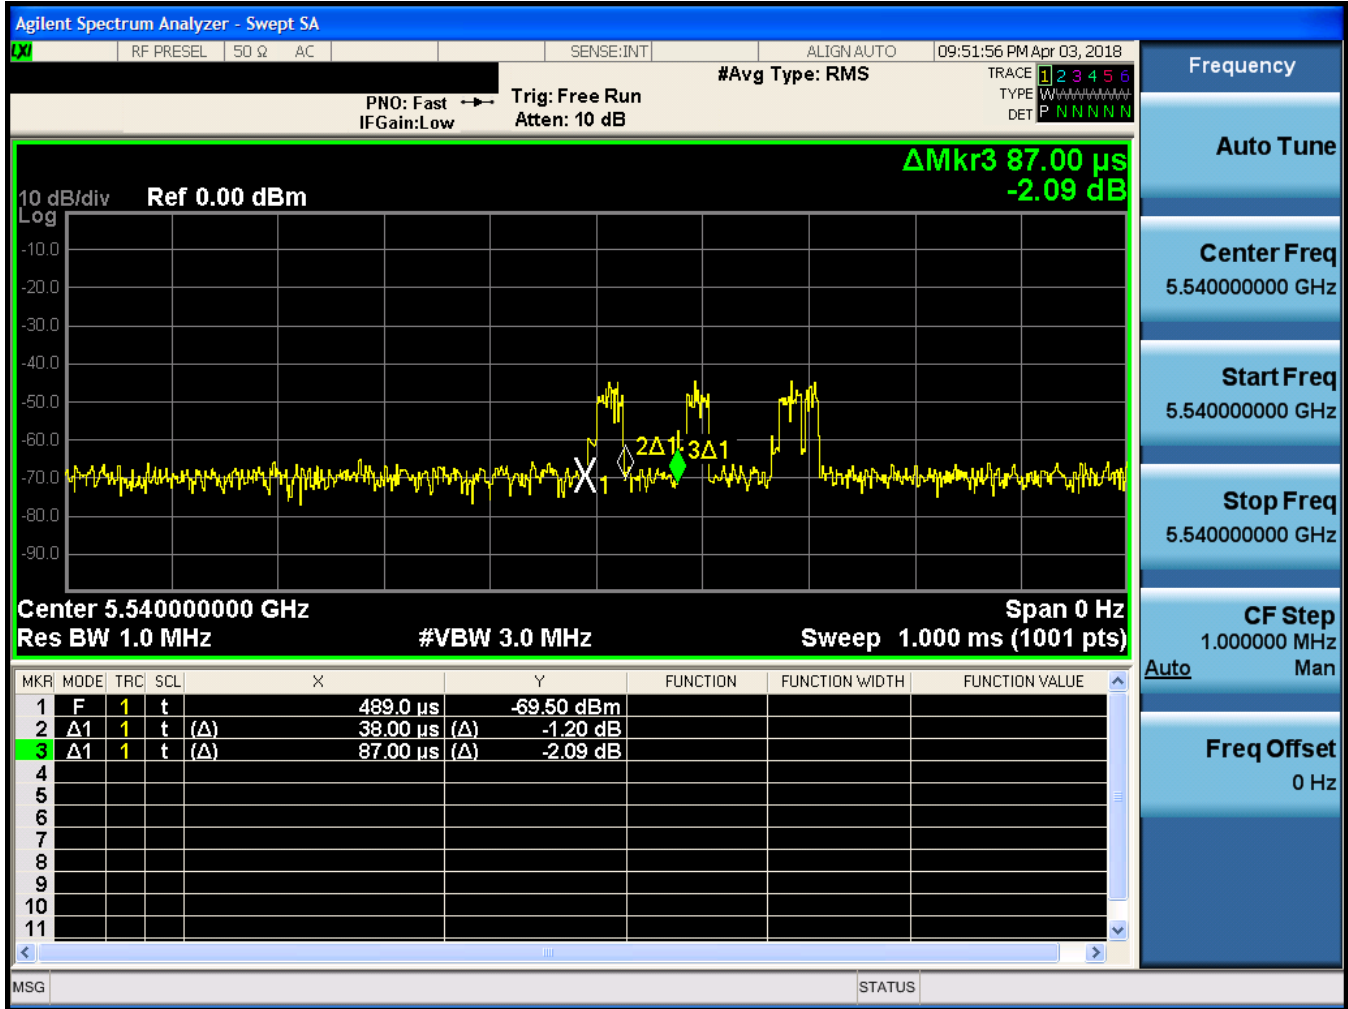 Agilent Spectrum Analyzer - Swept SA
LXI RF PRESEL 50 Ω AC SENSE:INT ALIGN AUTO 09:51:56 PM Apr 03, 2018
#Avg Type: RMS
TRACE 1 2 3 4 5 6
TYPE WWWWWW
DET P N N N N N
PNO: Fast
IFGain:Low
Trig: Free Run
Atten: 10 dB
ΔMkr3 87.00 µs
-2.09 dB
10 dB/div
Log
Ref 0.00 dBm
-10.0
-20.0
-30.0
-40.0
-50.0
-60.0
-70.0
-80.0
-90.0
2Δ1
3Δ1
Center 5.540000000 GHz Span 0 Hz
Res BW 1.0 MHz #VBW 3.0 MHz Sweep 1.000 ms (1001 pts)
MKR MODE TRC SCL X Y FUNCTION FUNCTION WIDTH FUNCTION VALUE
1 F 1 t 489.0 µs -69.50 dBm
2 Δ1 1 t (Δ) 38.00 µs (Δ) -1.20 dB
3 Δ1 1 t (Δ) 87.00 µs (Δ) -2.09 dB
4
5
6
7
8
9
10
11
MSG STATUS
Frequency
Auto Tune
Center Freq
5.540000000 GHz
Start Freq
5.540000000 GHz
Stop Freq
5.540000000 GHz
CF Step
1.000000 MHz
Auto Man
Freq Offset
0 Hz